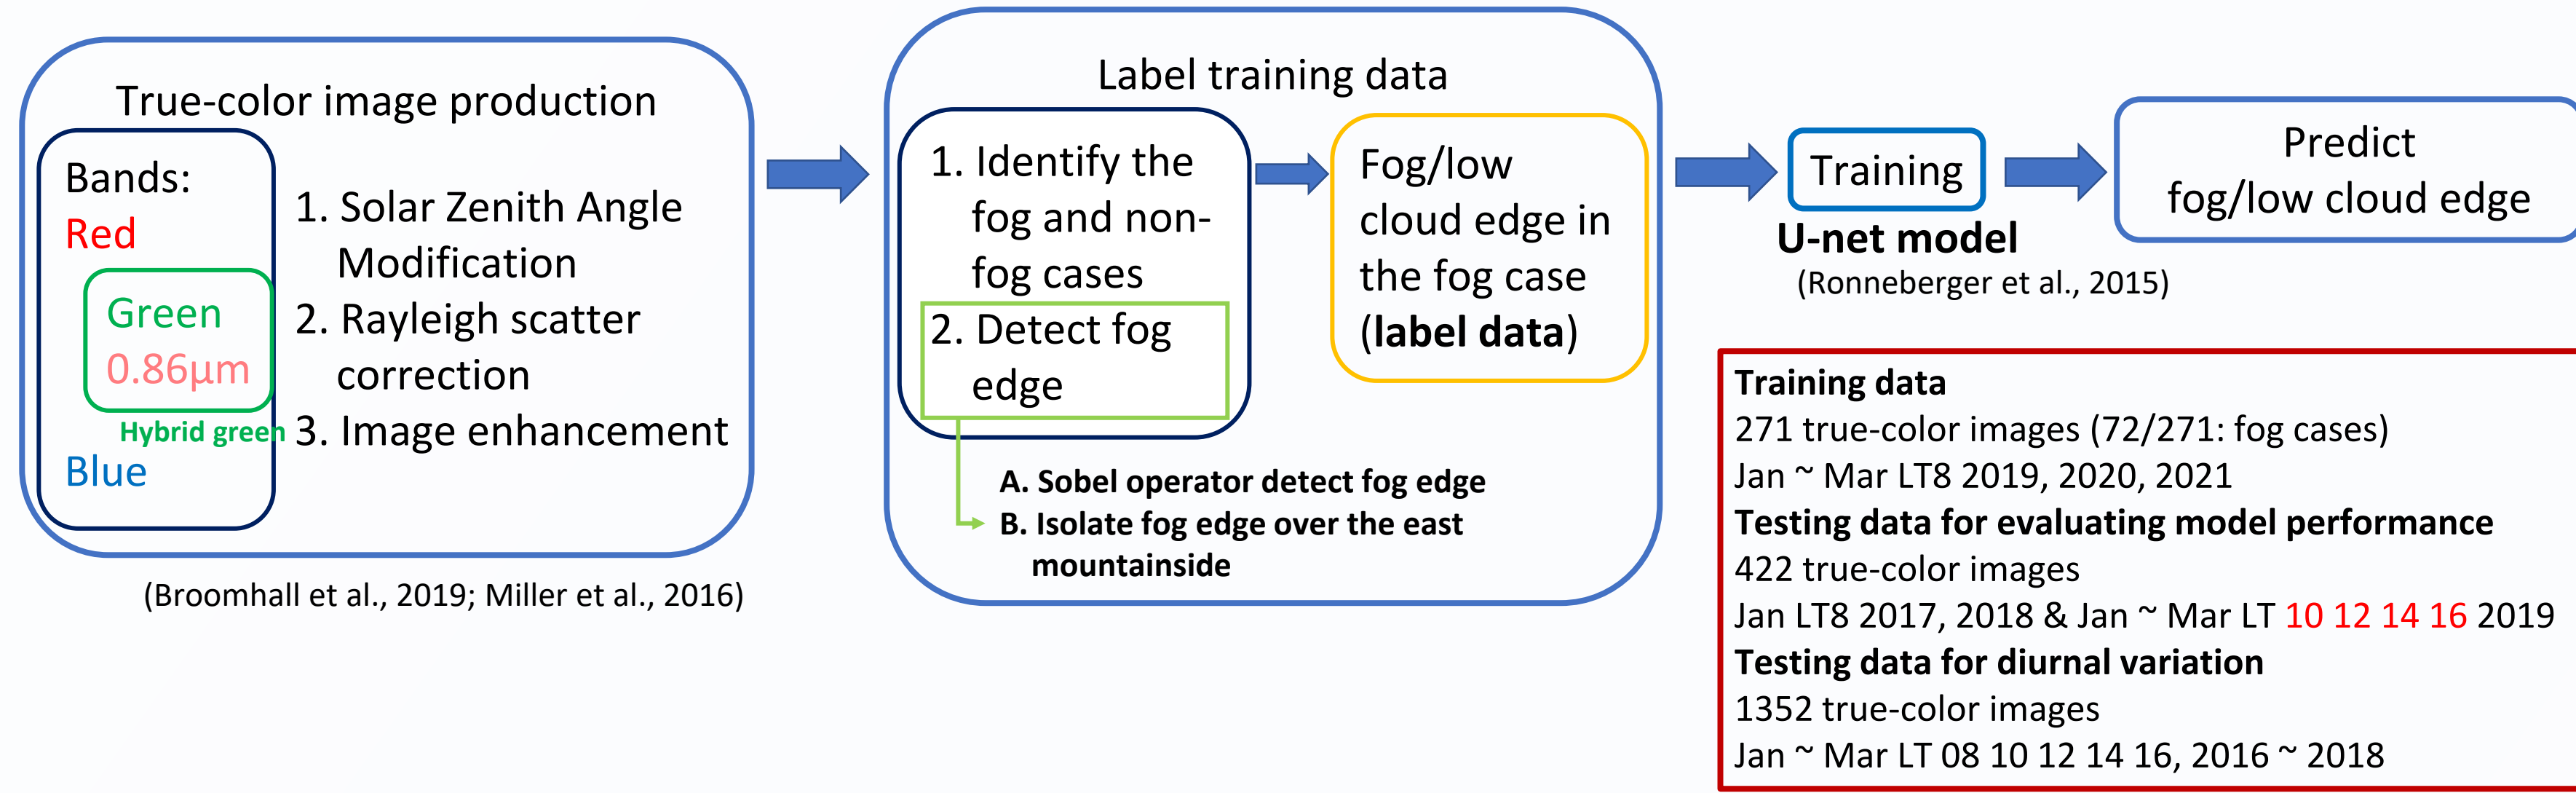 True-color image production
Bands:
Red
Green
0.86µm
Hybrid green
Blue
1. Solar Zenith Angle
Modification
2. Rayleigh scatter
correction
3. Image enhancement
(Broomhall et al., 2019; Miller et al., 2016)
Label training data
1. Identify the
fog and non-
fog cases
2. Detect fog
edge
A. Sobel operator detect fog edge
B. Isolate fog edge over the east
mountainside
Fog/low
cloud edge in
the fog case
(label data)
Training
U-net model
(Ronneberger et al., 2015)
Predict
fog/low cloud edge
Training data
271 true-color images (72/271: fog cases)
Jan ~ Mar LT8 2019, 2020, 2021
Testing data for evaluating model performance
422 true-color images
Jan LT8 2017, 2018 & Jan ~ Mar LT 10 12 14 16 2019
Testing data for diurnal variation
1352 true-color images
Jan ~ Mar LT 08 10 12 14 16, 2016 ~ 2018